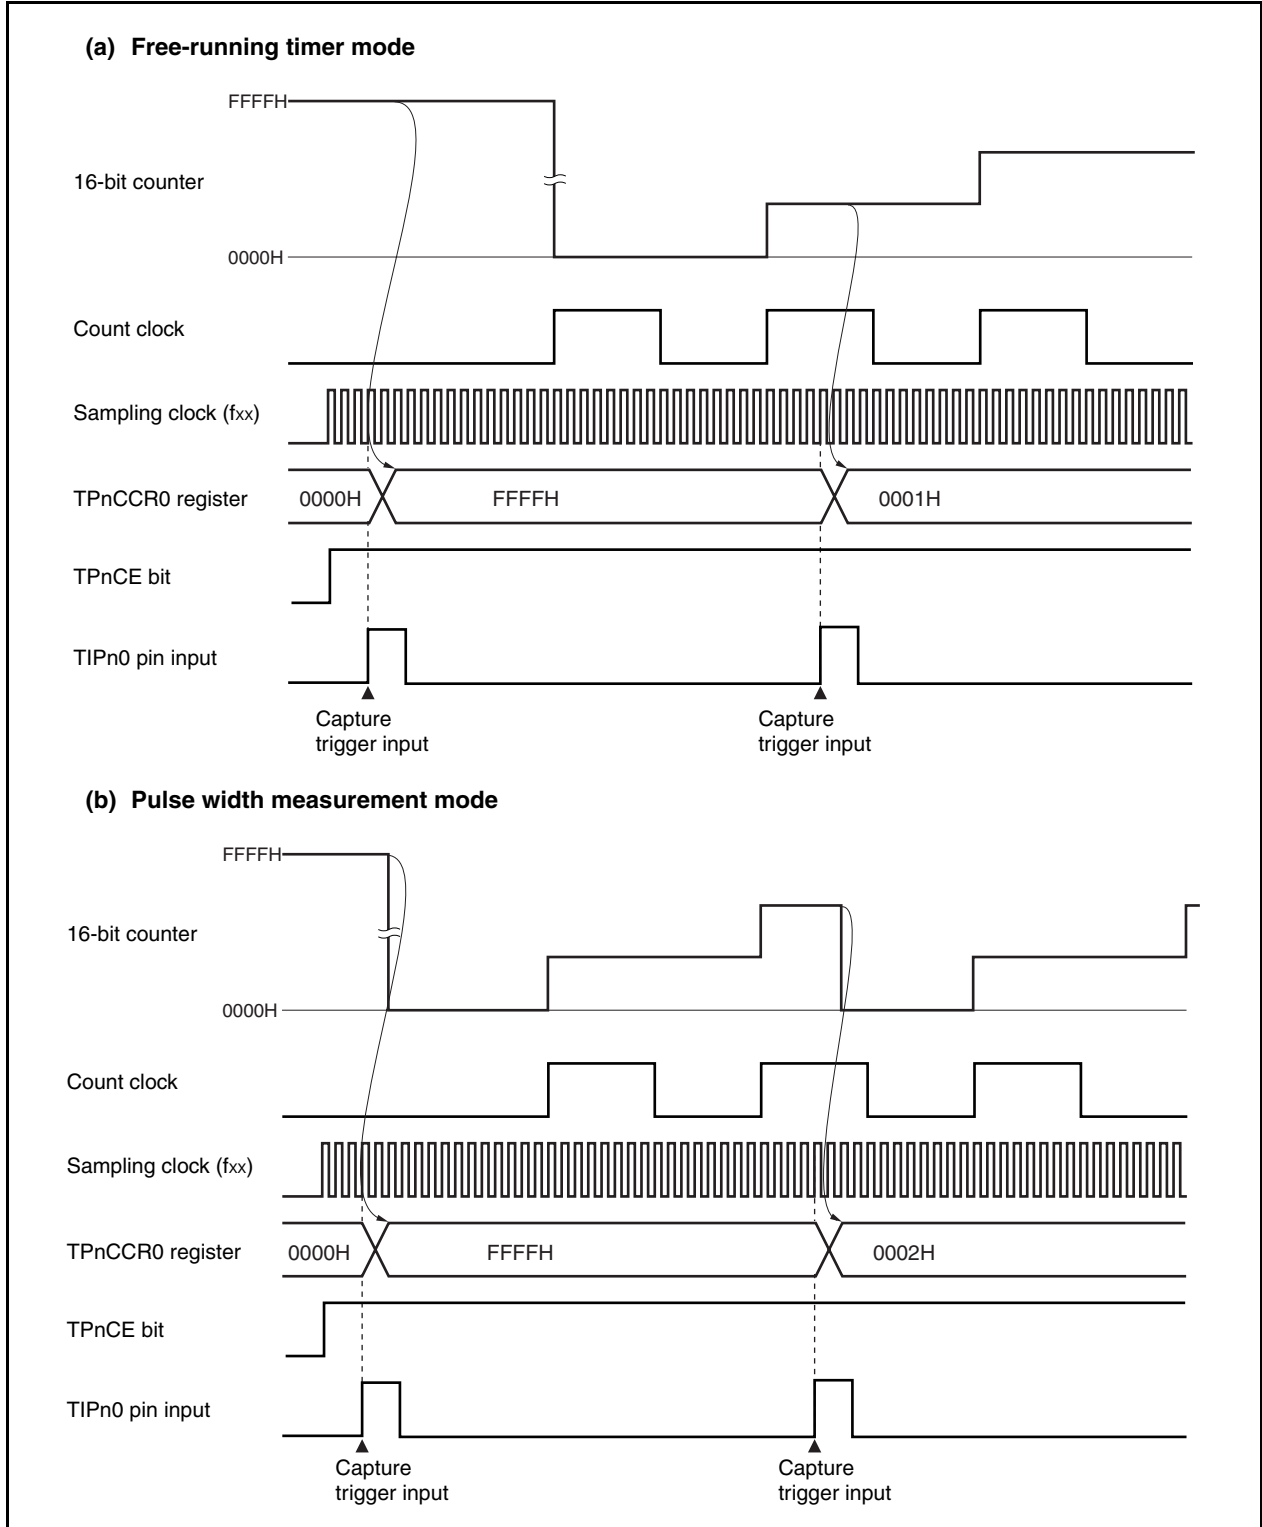 (a) Free-running timer mode
FFFFH
16-bit counter
0000H
Count clock
Sampling clock (fxx)
TPnCCR0 register
0000H
FFFFH
0001H
TPnCE bit
TIPn0 pin input
Capture
trigger input
Capture
trigger input
(b) Pulse width measurement mode
FFFFH
16-bit counter
0000H
Count clock
Sampling clock (fxx)
TPnCCR0 register
0000H
FFFFH
0002H
TPnCE bit
TIPn0 pin input
Capture
trigger input
Capture
trigger input